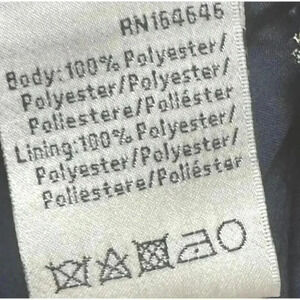 RN164646
Body:100% Polyester/
Polyester/Polyester/
Poliestere/Poliéster
Lining:100% Polyester/
Polyester/Polyester/
Poliestere/Poliéster